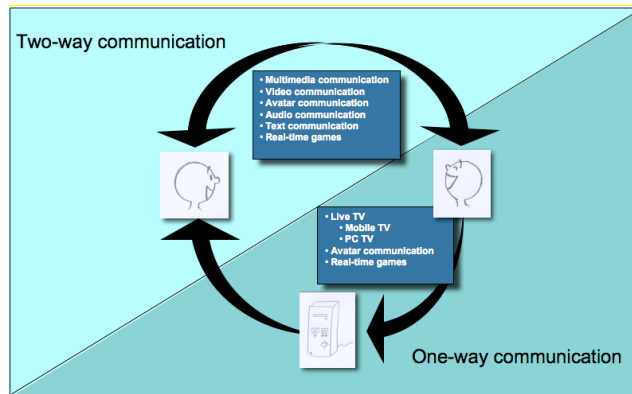 Two-way communication
• Multimedia communication
• Video communication
• Avatar communication
• Audio communication
• Text communication
• Real-time games
• Live TV
• Mobile TV
• PC TV
• Avatar communication
• Real-time games
One-way communication